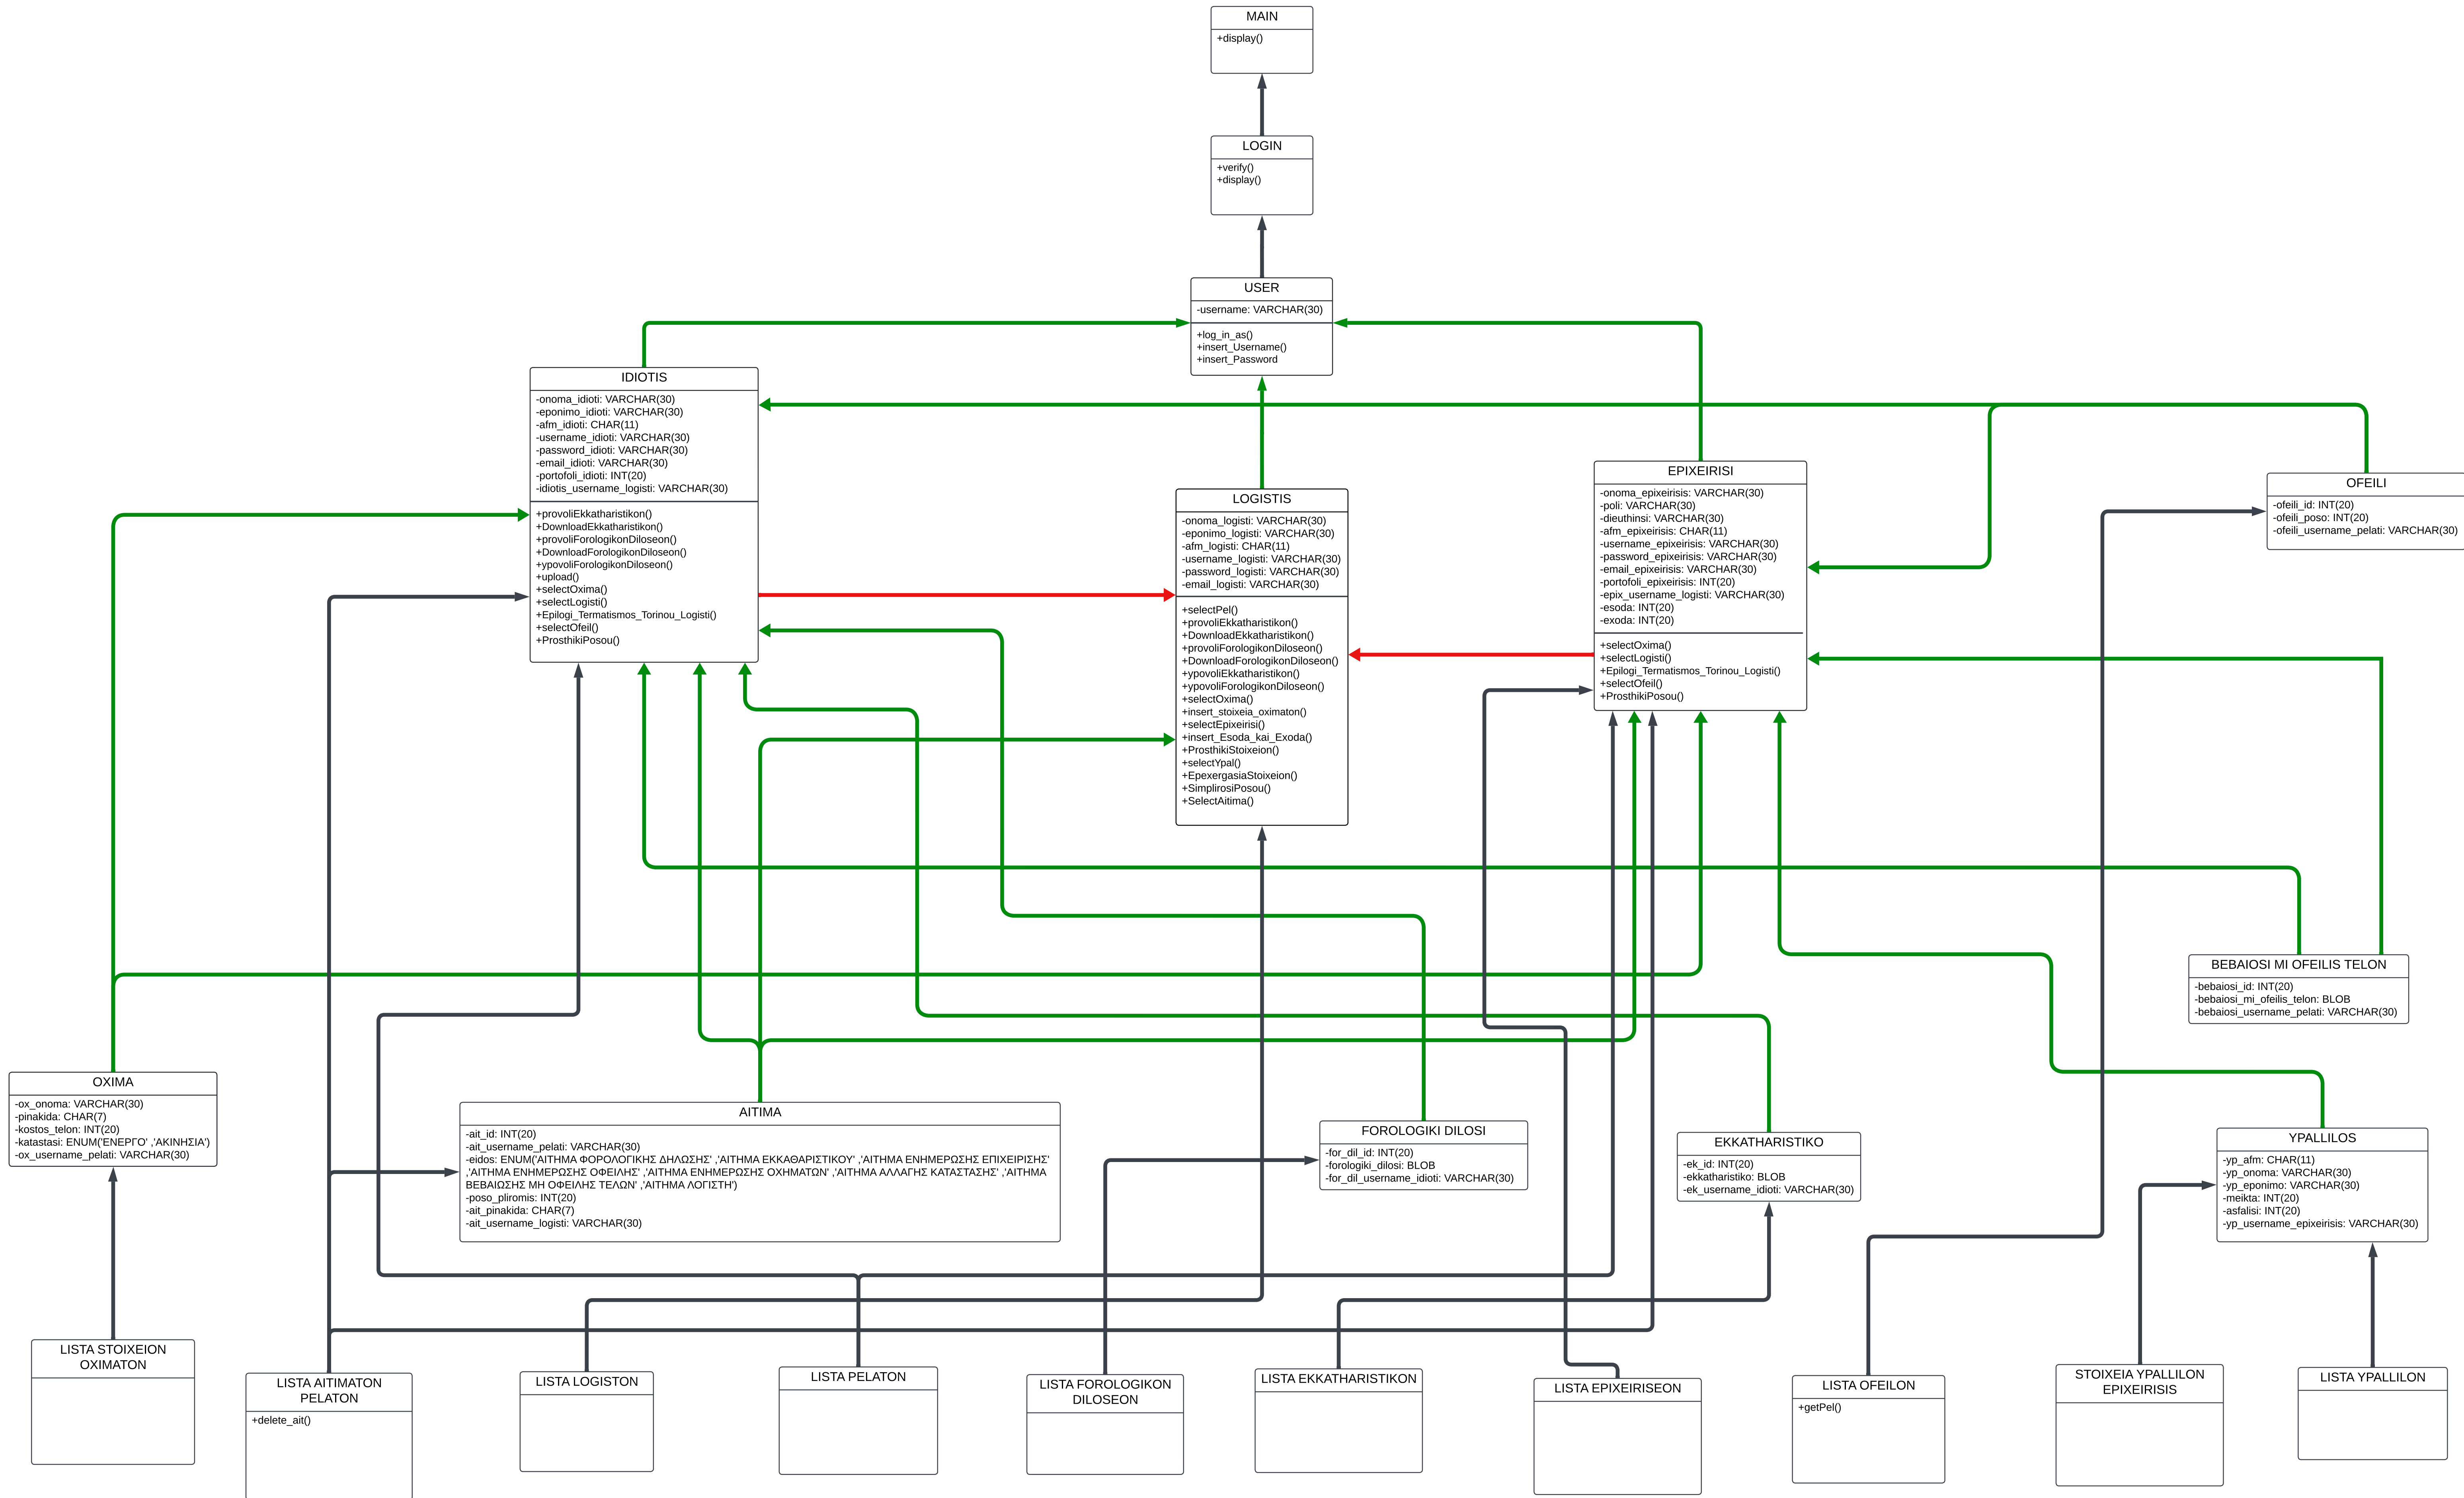 MAIN
+display()
LOGIN
+verify()
+display()
USER
-username: VARCHAR(30)
+log_in_as()
+insert_Username()
+insert_Password
IDIOTIS
-onoma_idioti: VARCHAR(30)
-eponimo_idioti: VARCHAR(30)
-afm_idioti: CHAR(11)
-username_idioti: VARCHAR(30)
-password_idioti: VARCHAR(30)
-email_idioti: VARCHAR(30)
-portofoli_idioti: INT(20)
-idiotis_username_logisti: VARCHAR(30)
+provoliEkkatharistikon()
+DownloadEkkatharistikon()
+provoliForologikonDiloseon()
+DownloadForologikonDiloseon()
+ypovoliForologikonDiloseon()
+upload()
+selectOxima()
+selectLogisti()
+Epilogi_Termatismos_Torinou_Logisti()
+selectOfeil()
+ProsthikiPosou()
LOGISTIS
-onoma_logisti: VARCHAR(30)
-eponimo_logisti: VARCHAR(30)
-afm_logisti: CHAR(11)
-username_logisti: VARCHAR(30)
-password_logisti: VARCHAR(30)
-email_logisti: VARCHAR(30)
+selectPel()
+provoliEkkatharistikon()
+DownloadEkkatharistikon()
+provoliForologikonDiloseon()
+DownloadForologikonDiloseon()
+ypovoliEkkatharistikon()
+ypovoliForologikonDiloseon()
+selectOxima()
+insert_stoixeia_oximaton()
+selectEpixeirisi()
+insert_Esoda_kai_Exoda()
+ProsthikiStoixeion()
+selectYpal()
+EpexergasiaStoixeion()
+SimplirosiPosou()
+SelectAitima()
EPIXEIRISI
-onoma_epixeirisis: VARCHAR(30)
-poli: VARCHAR(30)
-dieuthinsi: VARCHAR(30)
-afm_epixeirisis: CHAR(11)
-username_epixeirisis: VARCHAR(30)
-password_epixeirisis: VARCHAR(30)
-email_epixeirisis: VARCHAR(30)
-portofoli_epixeirisis: INT(20)
-epix_username_logisti: VARCHAR(30)
-esoda: INT(20)
-exoda: INT(20)
+selectOxima()
+selectLogisti()
+Epilogi_Termatismos_Torinou_Logisti()
+selectOfeil()
+ProsthikiPosou()
OFEILI
-ofeili_id: INT(20)
-ofeili_poso: INT(20)
-ofeili_username_pelati: VARCHAR(30)
BEBAIOSI MI OFEILIS TELON
-bebaiosi_id: INT(20)
-bebaiosi_mi_ofeilis_telon: BLOB
-bebaiosi_username_pelati: VARCHAR(30)
OXIMA
-ox_onoma: VARCHAR(30)
-pinakida: CHAR(7)
-kostos_telon: INT(20)
-katastasi: ENUM('ΕΝΕΡΓΟ' ,'ΑΚΙΝΗΣΙΑ')
-ox_username_pelati: VARCHAR(30)
AITIMA
-ait_id: INT(20)
-ait_username_pelati: VARCHAR(30)
-eidos: ENUM('ΑΙΤΗΜΑ ΦΟΡΟΛΟΓΙΚΗΣ ΔΗΛΩΣΗΣ' ,'ΑΙΤΗΜΑ ΕΚΚΑΘΑΡΙΣΤΙΚΟΥ' ,'ΑΙΤΗΜΑ ΕΝΗΜΕΡΩΣΗΣ ΕΠΙΧΕΙΡΙΣΗΣ'
,'ΑΙΤΗΜΑ ΕΝΗΜΕΡΩΣΗΣ ΟΦΕΙΛΗΣ' ,'ΑΙΤΗΜΑ ΕΝΗΜΕΡΩΣΗΣ ΟΧΗΜΑΤΩΝ' ,'ΑΙΤΗΜΑ ΑΛΛΑΓΗΣ ΚΑΤΑΣΤΑΣΗΣ' ,'ΑΙΤΗΜΑ
ΒΕΒΑΙΩΣΗΣ ΜΗ ΟΦΕΙΛΗΣ ΤΕΛΩΝ' ,'ΑΙΤΗΜΑ ΛΟΓΙΣΤΗ')
-poso_pliromis: INT(20)
-ait_pinakida: CHAR(7)
-ait_username_logisti: VARCHAR(30)
FOROLOGIKI DILOSI
-for_dil_id: INT(20)
-forologiki_dilosi: BLOB
-for_dil_username_idioti: VARCHAR(30)
EKKATHARISTIKO
-ek_id: INT(20)
-ekkatharistiko: BLOB
-ek_username_idioti: VARCHAR(30)
YPALLILOS
-yp_afm: CHAR(11)
-yp_onoma: VARCHAR(30)
-yp_eponimo: VARCHAR(30)
-meikta: INT(20)
-asfalisi: INT(20)
-yp_username_epixeirisis: VARCHAR(30)
LISTA STOIXEION
OXIMATON
LISTA AITIMATON
PELATON
+delete_ait()
LISTA LOGISTON
LISTA PELATON
LISTA FOROLOGIKON
DILOSEON
LISTA EKKATHARISTIKON
LISTA EPIXEIRISEON
LISTA OFEILON
+getPel()
STOIXEIA YPALLILON
EPIXEIRISIS
LISTA YPALLILON